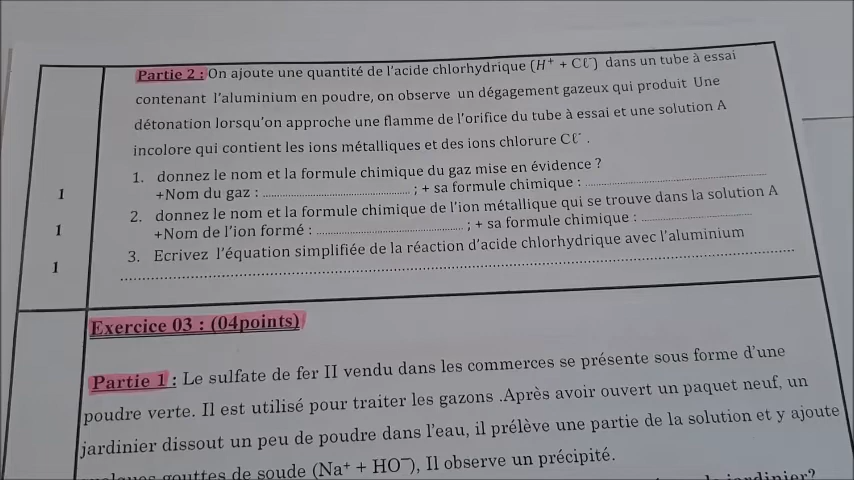 Partie 2 : On ajoute une quantité de l'acide chlorhydrique (H⁺ + Cℓ⁻) dans un tube à essai
contenant l'aluminium en poudre, on observe un dégagement gazeux qui produit Une
détonation lorsqu'on approche une flamme de l'orifice du tube à essai et une solution A
incolore qui contient les ions métalliques et des ions chlorure Cℓ⁻ .
1. donnez le nom et la formule chimique du gaz mise en évidence ?
1 +Nom du gaz : ........................ ; + sa formule chimique : ........................
2. donnez le nom et la formule chimique de l'ion métallique qui se trouve dans la solution A
1 +Nom de l'ion formé : ........................ ; + sa formule chimique : ........................
1 3. Ecrivez l'équation simplifiée de la réaction d'acide chlorhydrique avec l'aluminium
Exercice 03 : (04points)
Partie 1 : Le sulfate de fer II vendu dans les commerces se présente sous forme d'une
poudre verte. Il est utilisé pour traiter les gazons .Après avoir ouvert un paquet neuf, un
jardinier dissout un peu de poudre dans l'eau, il prélève une partie de la solution et y ajoute
gouttes de soude (Na⁺ + HO⁻), Il observe un précipité.
jardinier?